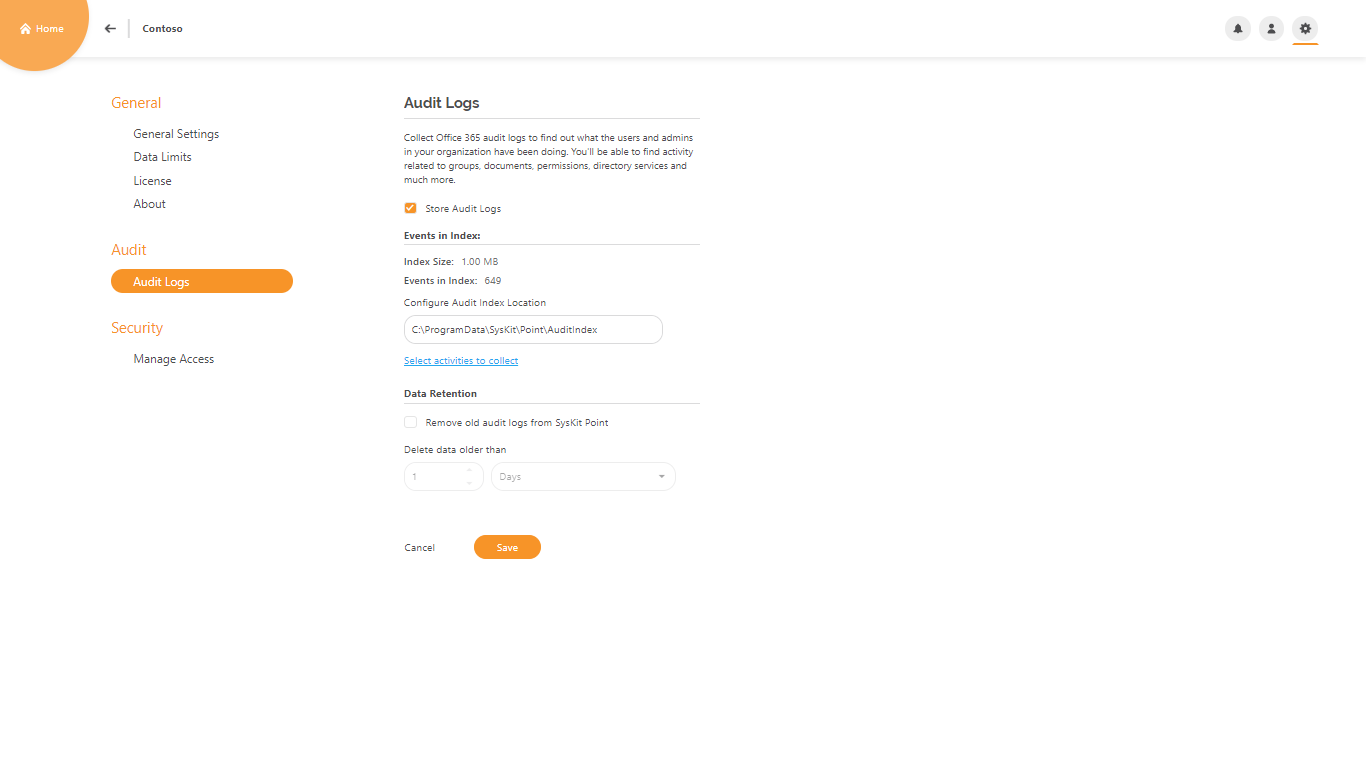 Home
Contoso
General
General Settings
Data Limits
License
About
Audit
Audit Logs
Security
Manage Access
Audit Logs
Collect Office 365 audit logs to find out what the users and admins
in your organization have been doing. You'll be able to find activity
related to groups, documents, permissions, directory services and
much more.
Store Audit Logs
Events in Index:
Index Size: 1.00 MB
Events in Index: 649
Configure Audit Index Location
C:\ProgramData\SysKit\Point\AuditIndex
Select activities to collect
Data Retention
Remove old audit logs from SysKit Point
Delete data older than
1 Days
Cancel Save